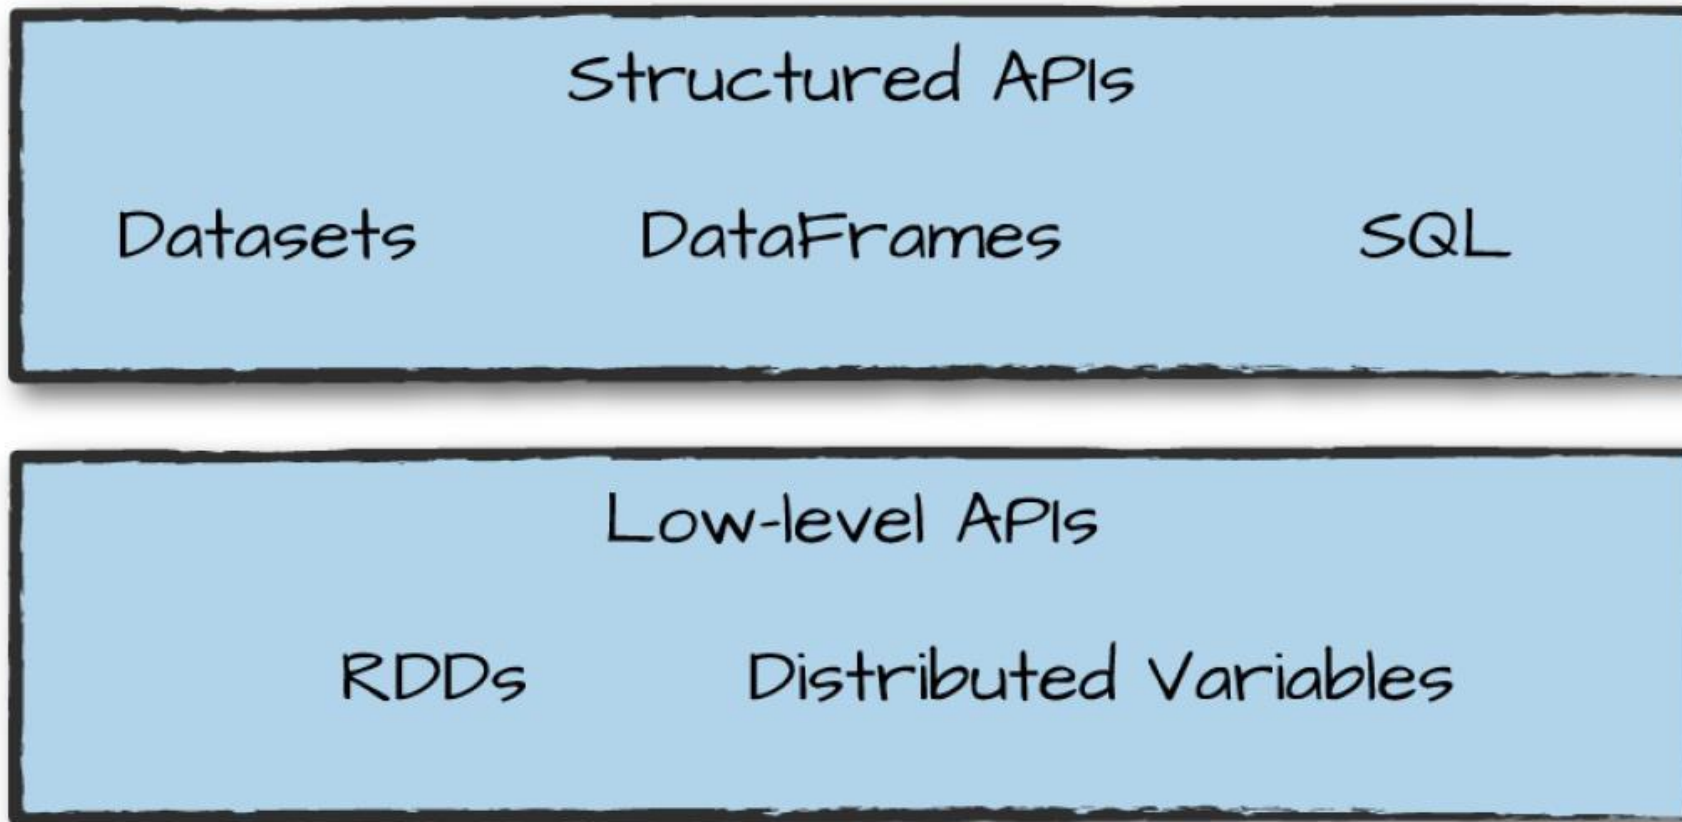 Structured APIs
Datasets DataFrames SQL
Low-level APIs
RDDs Distributed Variables